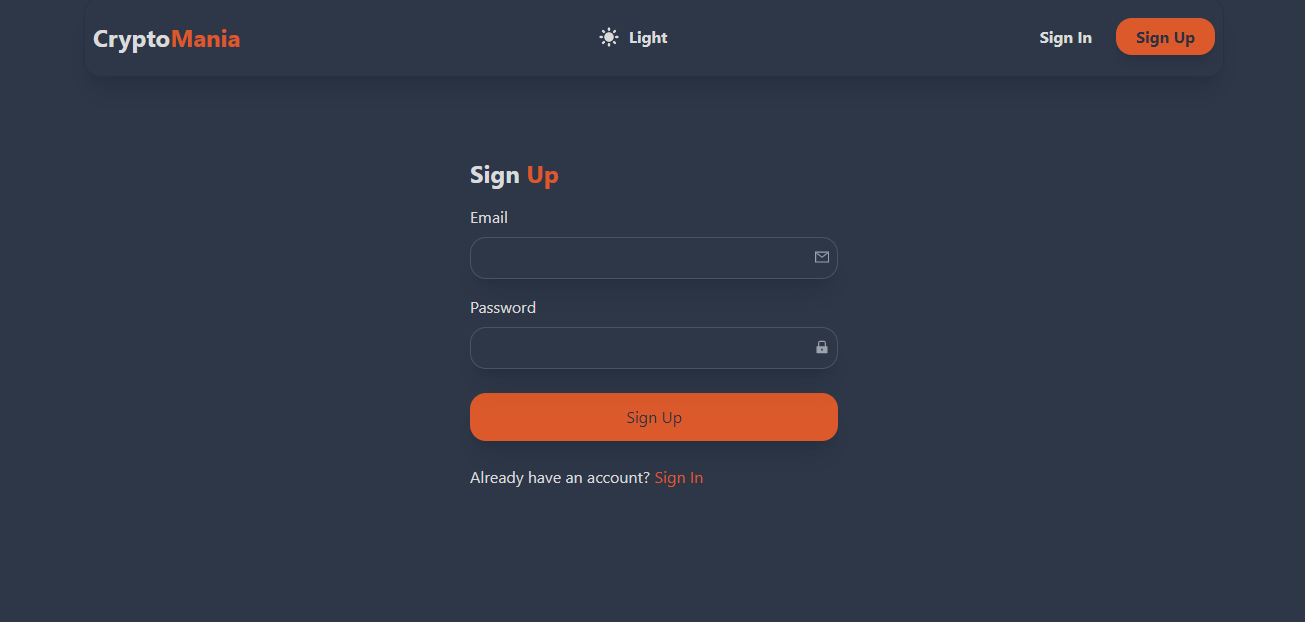 CryptoMania
Light
Sign In
Sign Up
Sign Up
Email
Password
Sign Up
Already have an account? Sign In